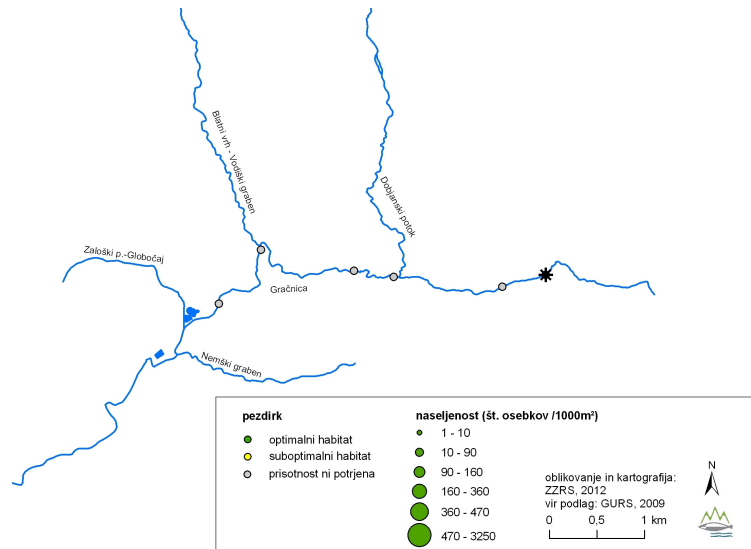 Blatni vrh - Vodiški graben
Dobjanski potok
Zaloški p.-Globočaj
Gračnica
Nemški graben
pezdirk
optimalni habitat
suboptimalni habitat
prisotnost ni potrjena
naseljenost (št. osebkov /1000m²)
1 - 10
10 - 90
90 - 160
160 - 360
360 - 470
470 - 3250
oblikovanje in kartografija:
ZZRS, 2012
vir podlag: GURS, 2009
0 0,5 1 km
N